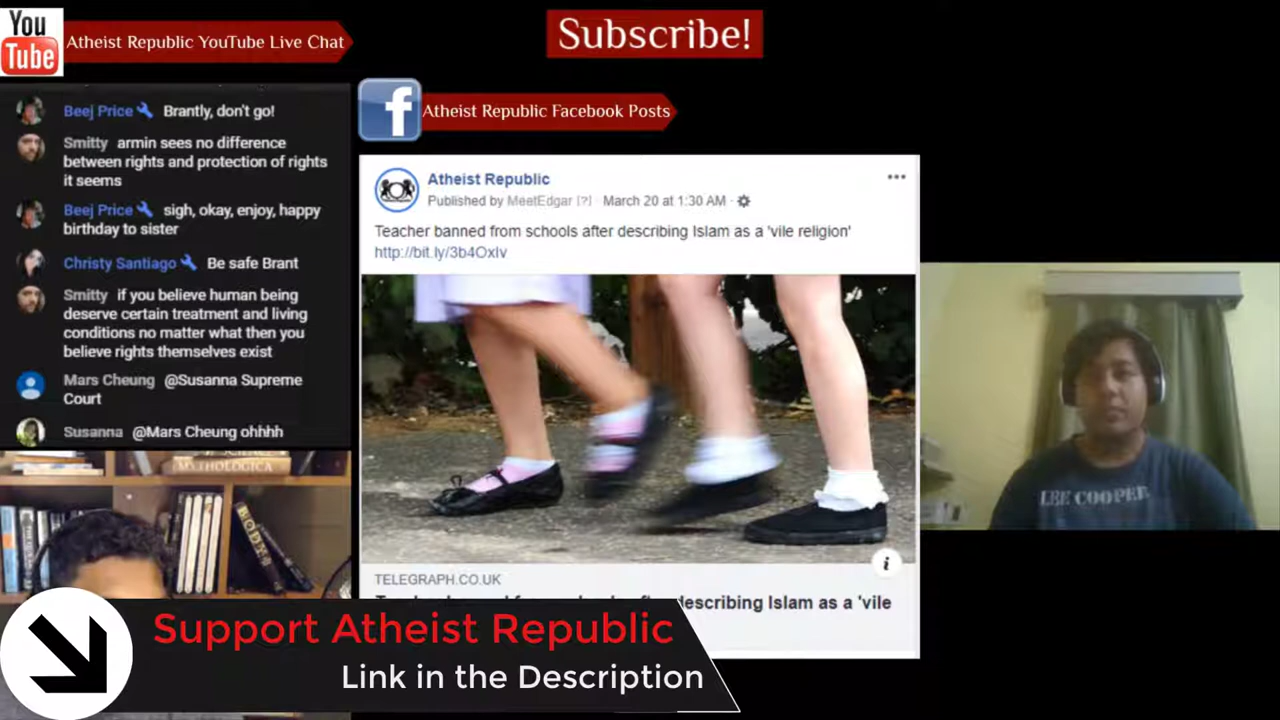 You
Tube
Atheist Republic YouTube Live Chat
Subscribe!
f
Atheist Republic Facebook Posts
Beej Price Brantly, don't go!
Smitty armin sees no difference
between rights and protection of rights
it seems
Beej Price sigh, okay, enjoy, happy
birthday to sister
Christy Santiago Be safe Brant
Smitty if you believe human being
deserve certain treatment and living
conditions no matter what then you
believe rights themselves exist
Mars Cheung @Susanna Supreme
Court
Susanna @Mars Cheung ohhhh
Atheist Republic
Published by MeetEdgar [?] · March 20 at 1:30 AM ·
Teacher banned from schools after describing Islam as a 'vile religion'
http://bit.ly/3b4OxIv
i
TELEGRAPH.CO.UK
describing Islam as a 'vile
LEE COOPER
MYTHOLOGICA
BODY
Support Atheist Republic
Link in the Description